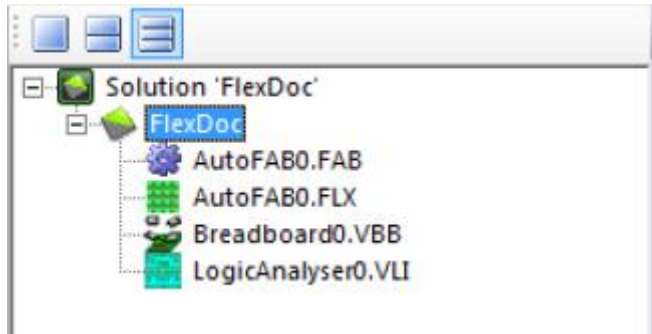 Solution 'FlexDoc'
FlexDoc
AutoFAB0.FAB
AutoFAB0.FLX
Breadboard0.VBB
LogicAnalyser0.VLI